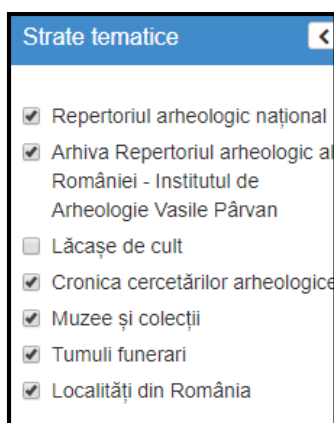 Strate tematice
Repertoriul arheologic național
Arhiva Repertoriul arheologic al
României - Institutul de
Arheologie Vasile Pârvan
Lăcașe de cult
Cronica cercetărilor arheologice
Muzee și colecții
Tumuli funerari
Localități din România